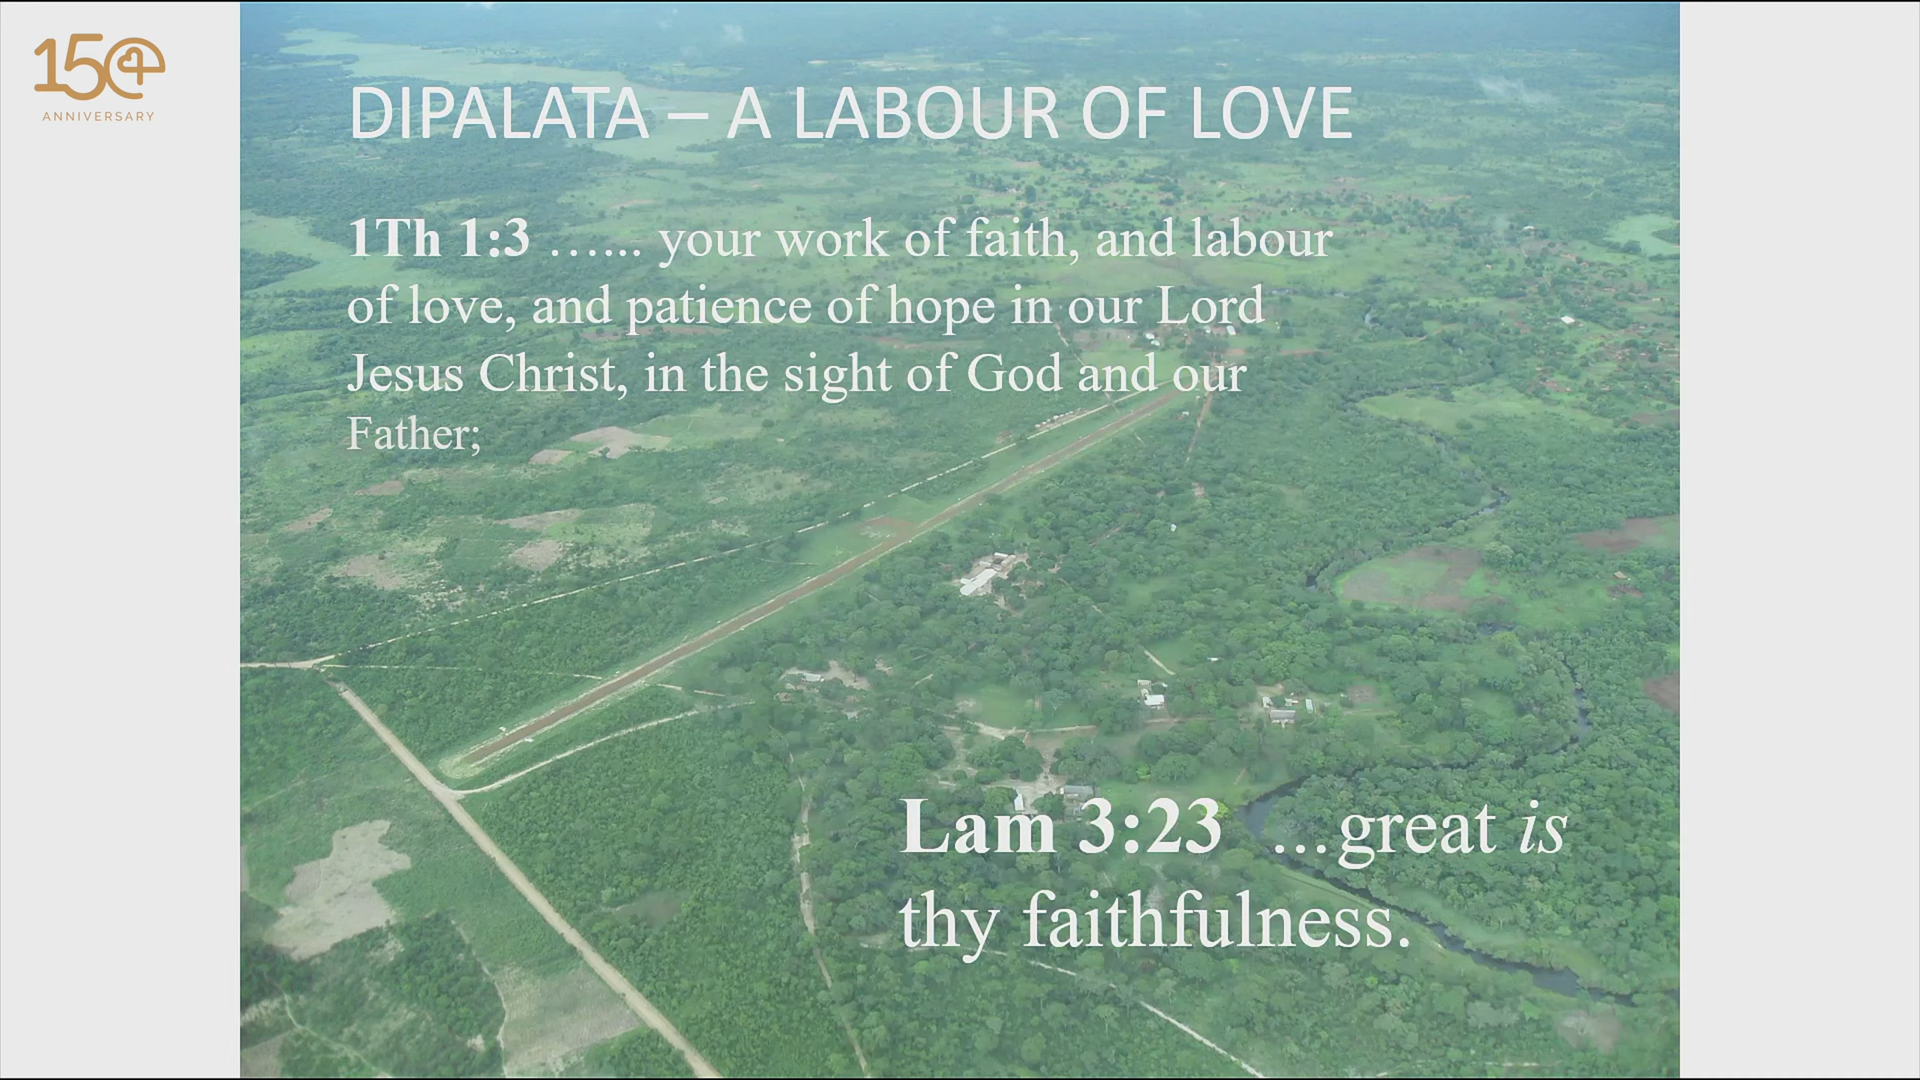 150
ANNIVERSARY
DIPALATA – A LABOUR OF LOVE
1Th 1:3 …... your work of faith, and labour
of love, and patience of hope in our Lord
Jesus Christ, in the sight of God and our
Father;
Lam 3:23 …great is
thy faithfulness.